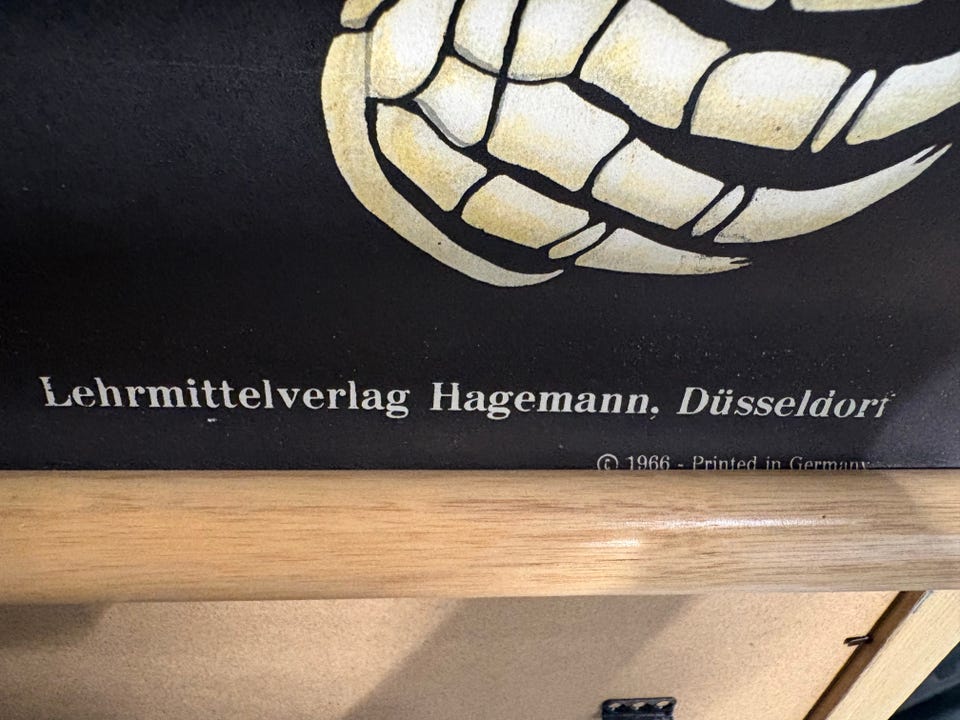 Lehrmittelverlag Hagemann, Düsseldorf
© 1966 - Printed in Germany